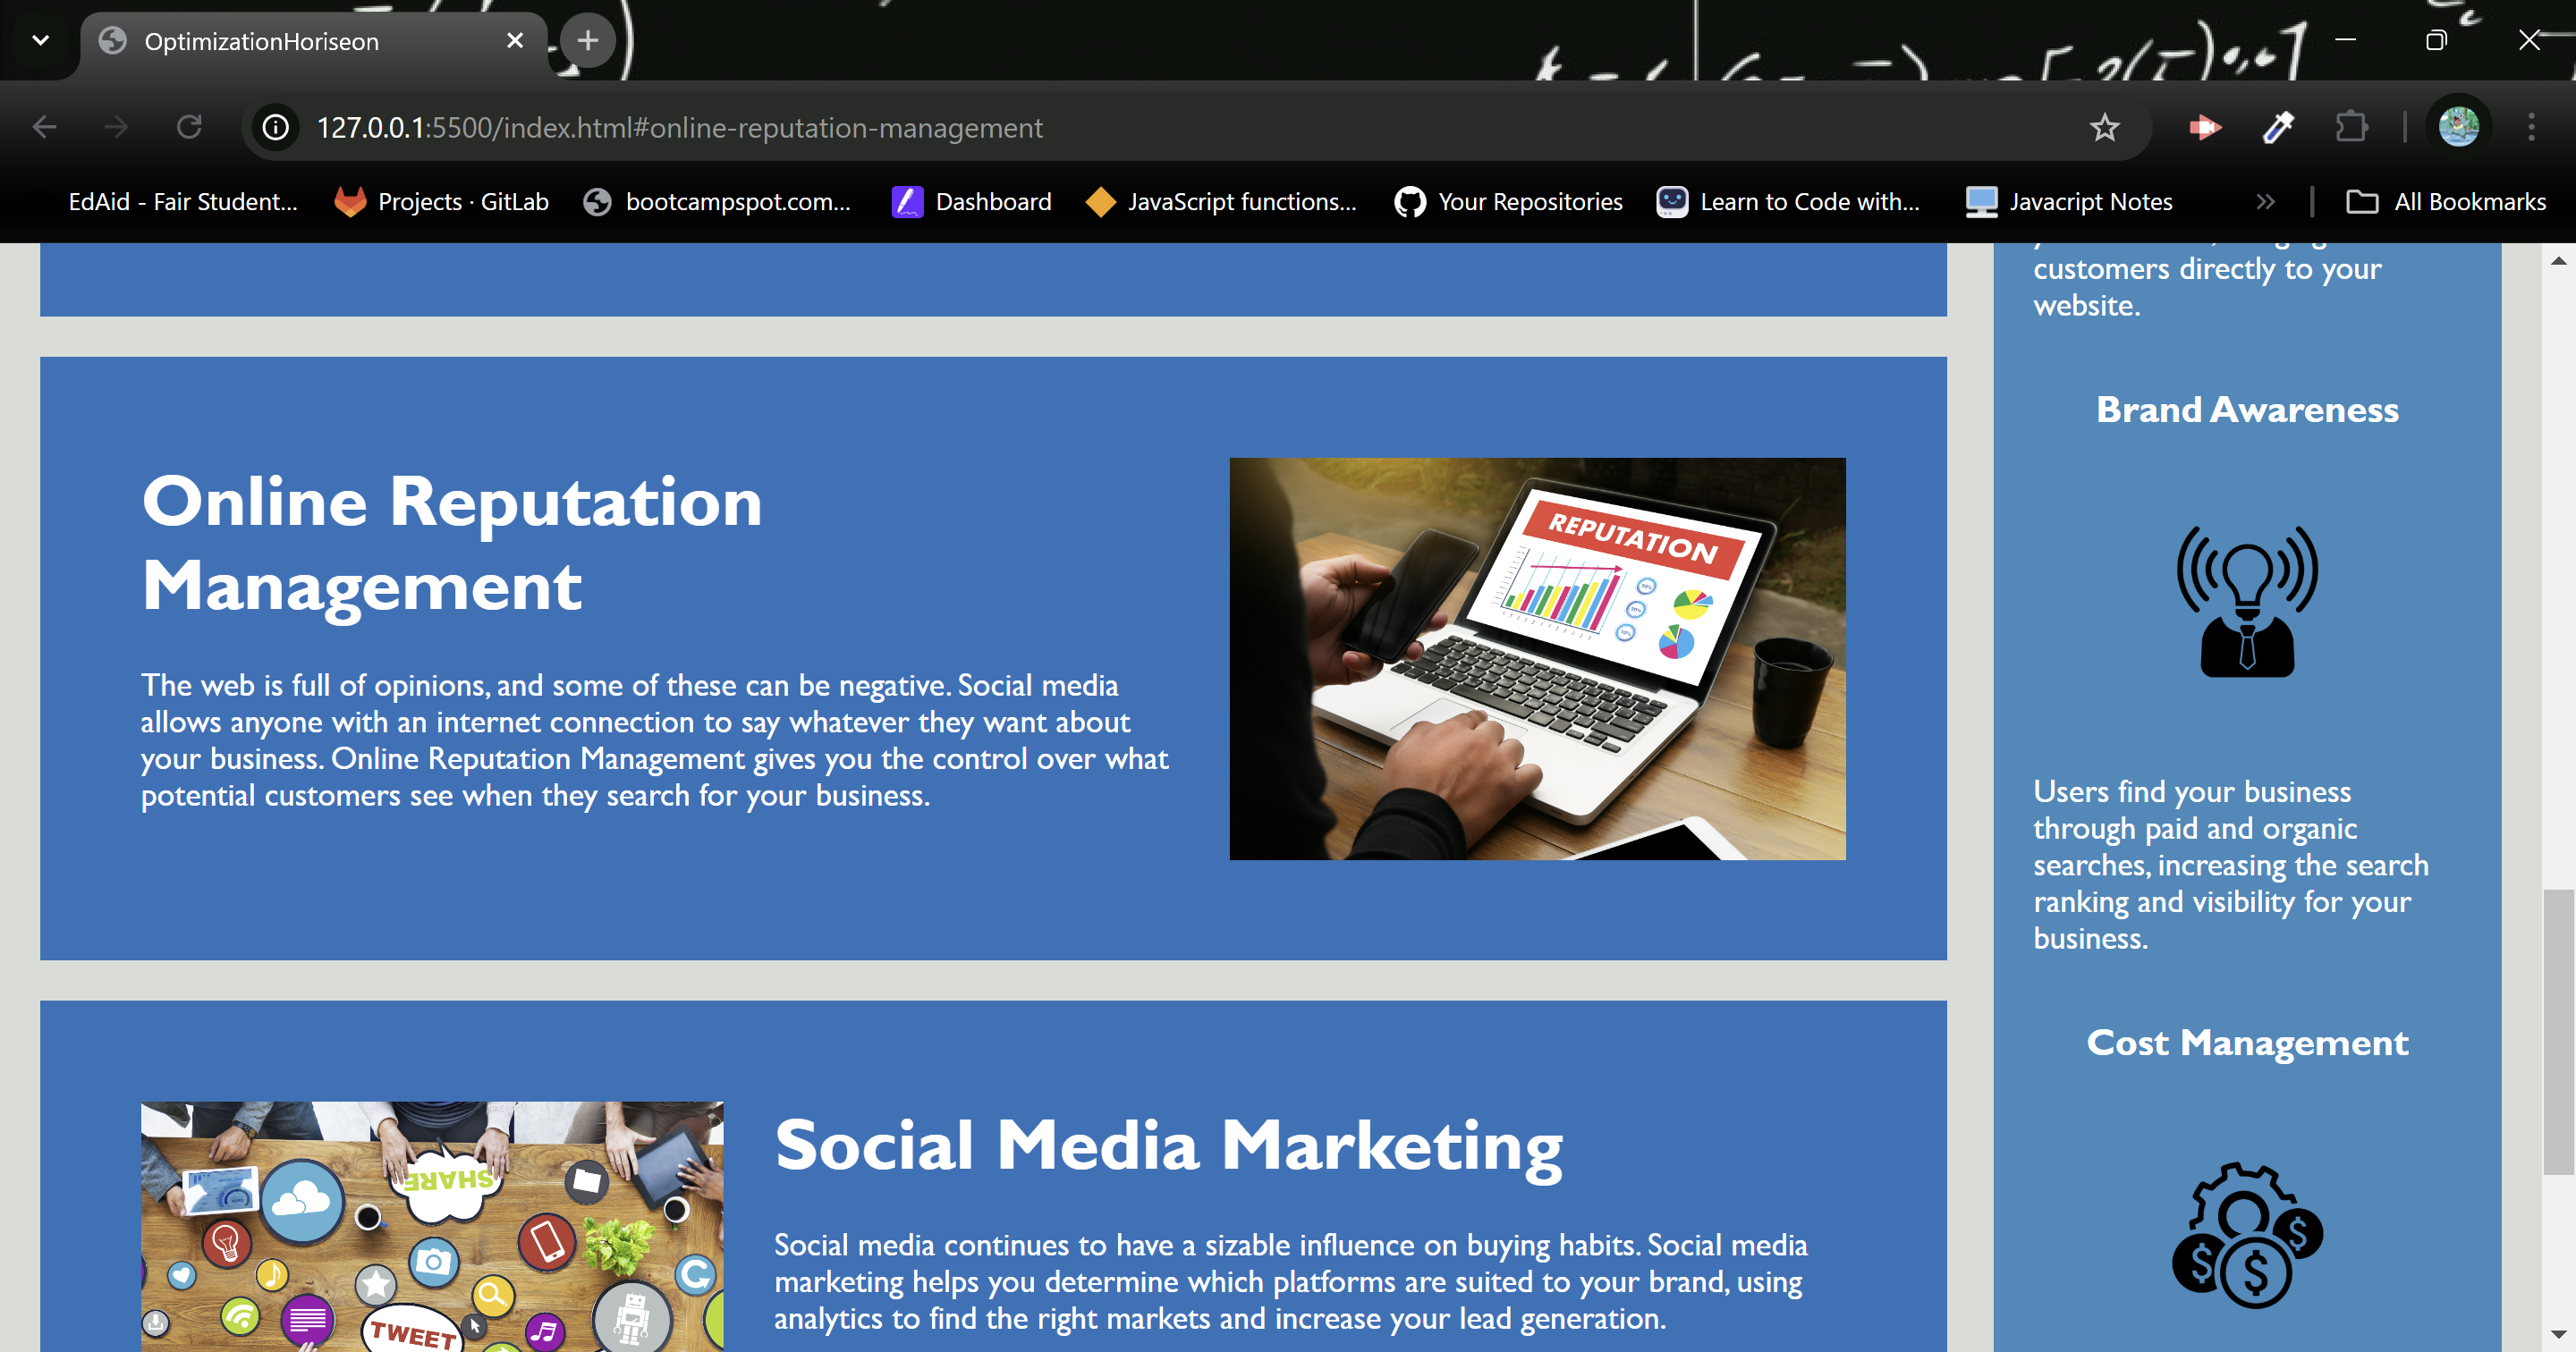 OptimizationHoriseon
127.0.0.1:5500/index.html#online-reputation-management
EdAid - Fair Student...
Projects · GitLab
bootcampspot.com...
Dashboard
JavaScript functions...
Your Repositories
Learn to Code with...
Javacript Notes
All Bookmarks
Online Reputation
Management
The web is full of opinions, and some of these can be negative. Social media
allows anyone with an internet connection to say whatever they want about
your business. Online Reputation Management gives you the control over what
potential customers see when they search for your business.
REPUTATION
Social Media Marketing
Social media continues to have a sizable influence on buying habits. Social media
marketing helps you determine which platforms are suited to your brand, using
analytics to find the right markets and increase your lead generation.
SHARE
TWEET
customers directly to your
website.
Brand Awareness
Users find your business
through paid and organic
searches, increasing the search
ranking and visibility for your
business.
Cost Management
$
$
$